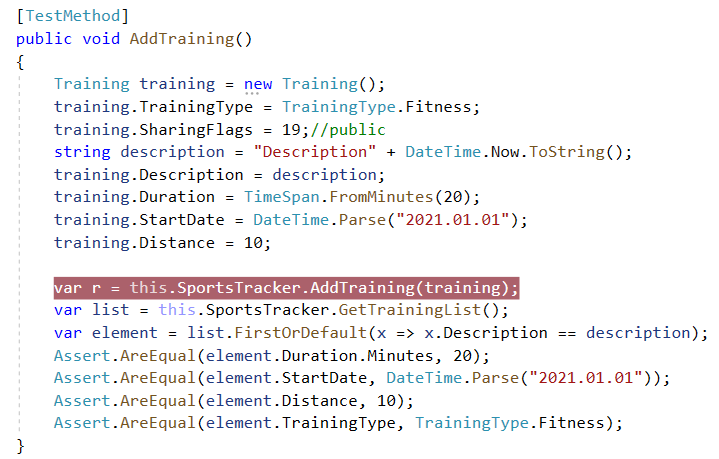 [TestMethod]
public void AddTraining()
{
Training training = new Training();
training.TrainingType = TrainingType.Fitness;
training.SharingFlags = 19;//public
string description = "Description" + DateTime.Now.ToString();
training.Description = description;
training.Duration = TimeSpan.FromMinutes(20);
training.StartDate = DateTime.Parse("2021.01.01");
training.Distance = 10;
var r = this.SportsTracker.AddTraining(training);
var list = this.SportsTracker.GetTrainingList();
var element = list.FirstOrDefault(x => x.Description == description);
Assert.AreEqual(element.Duration.Minutes, 20);
Assert.AreEqual(element.StartDate, DateTime.Parse("2021.01.01"));
Assert.AreEqual(element.Distance, 10);
Assert.AreEqual(element.TrainingType, TrainingType.Fitness);
}